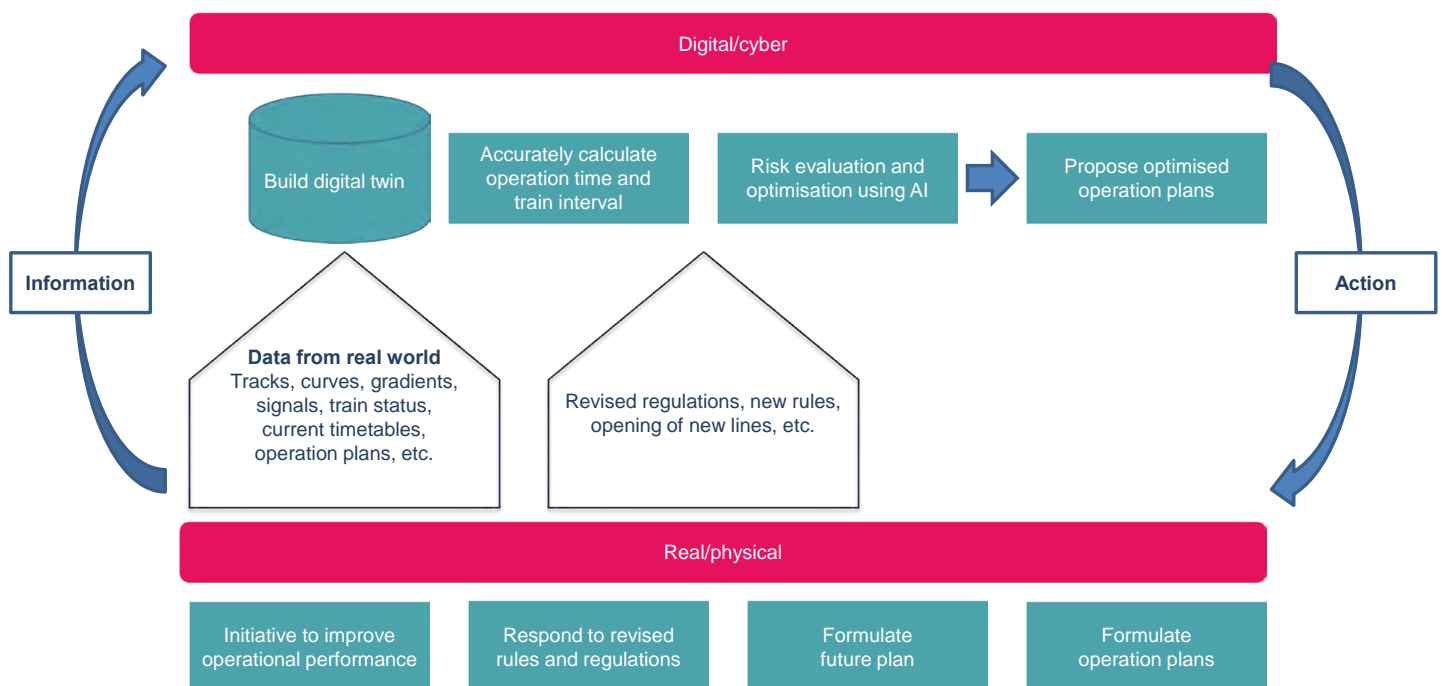 Digital/cyber
Build digital twin
Accurately calculate
operation time and
train interval
Risk evaluation and
optimisation using AI
Propose optimised
operation plans
Information
Action
Data from real world
Tracks, curves, gradients,
signals, train status,
current timetables,
operation plans, etc.
Revised regulations, new rules,
opening of new lines, etc.
Real/physical
Initiative to improve
operational performance
Respond to revised
rules and regulations
Formulate
future plan
Formulate
operation plans